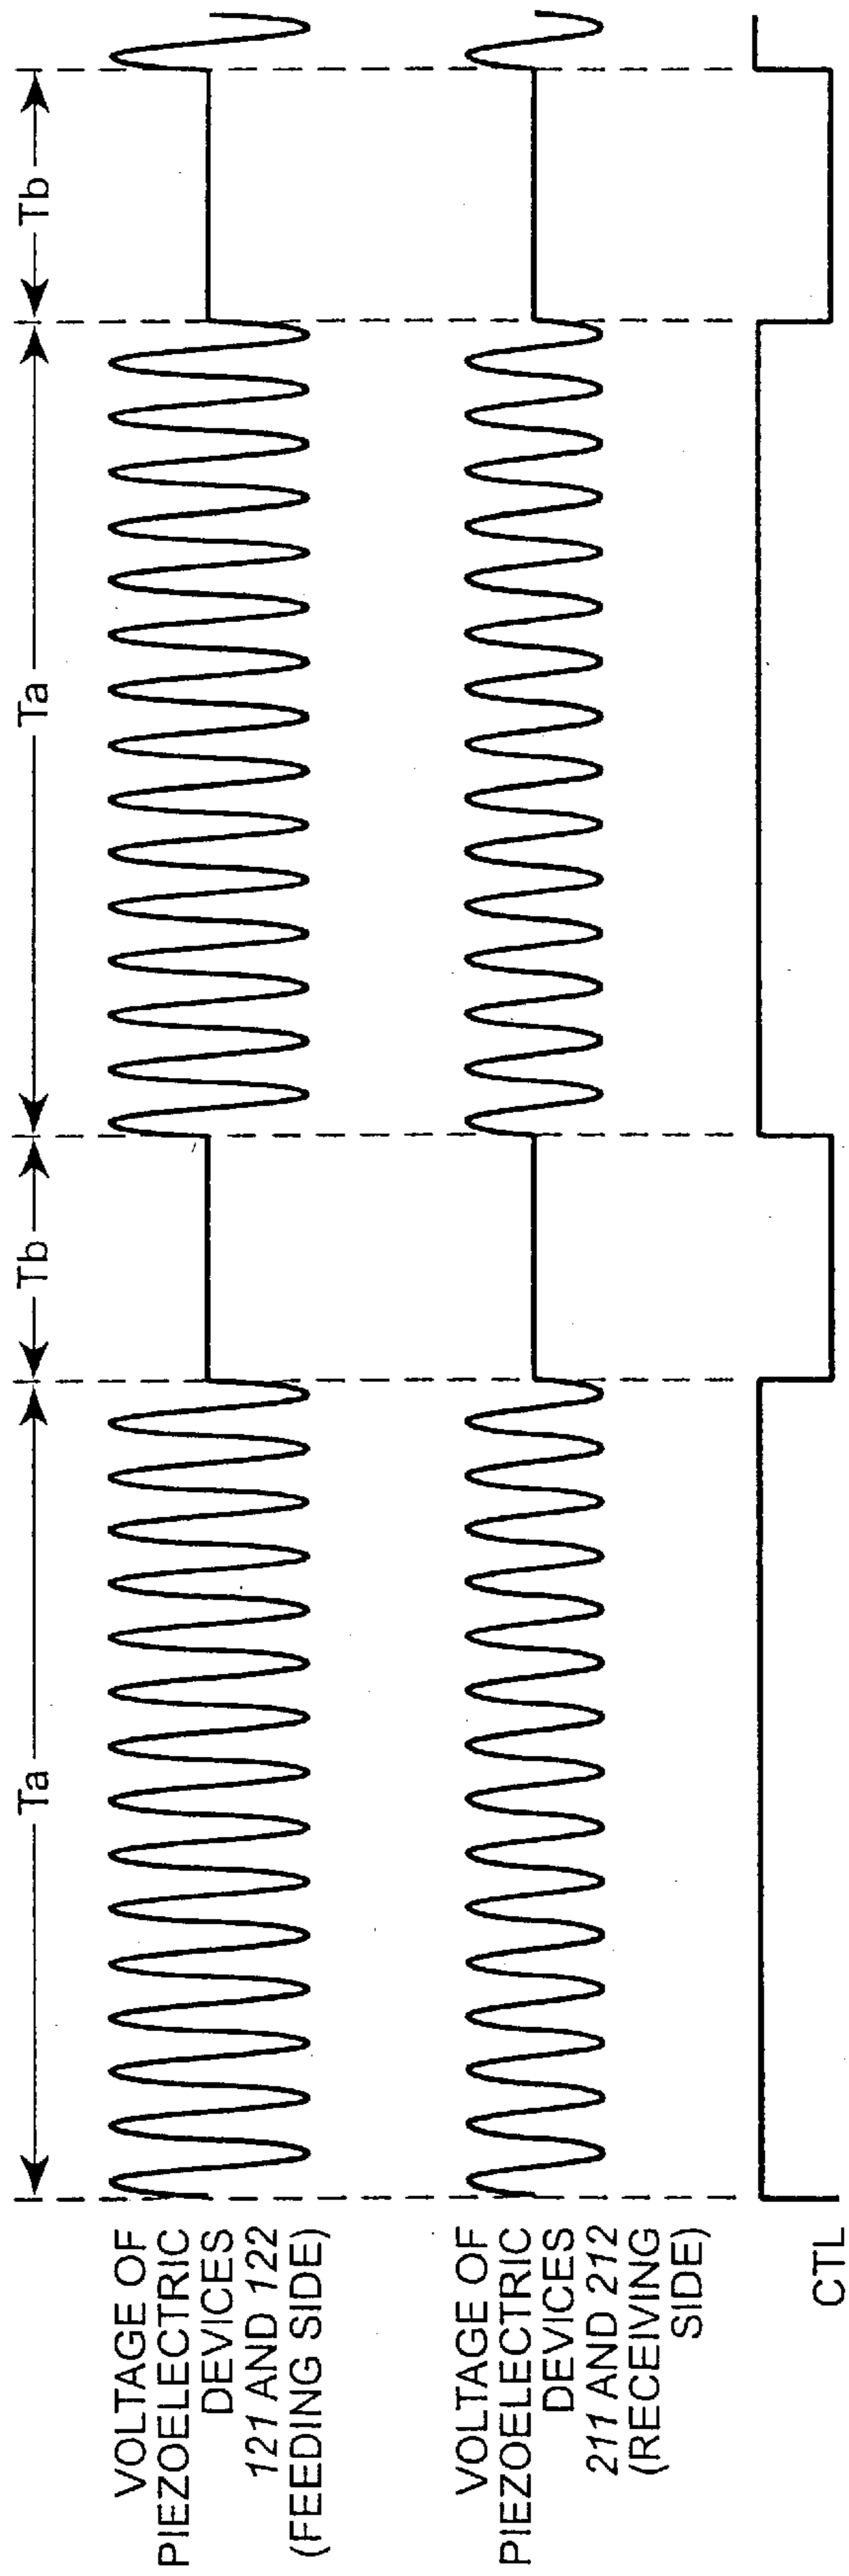 Ta
Tb
Ta
Tb
VOLTAGE OF
PIEZOELECTRIC
DEVICES
121 AND 122
(FEEDING SIDE)
VOLTAGE OF
PIEZOELECTRIC
DEVICES
211 AND 212
(RECEIVING
SIDE)
CTL